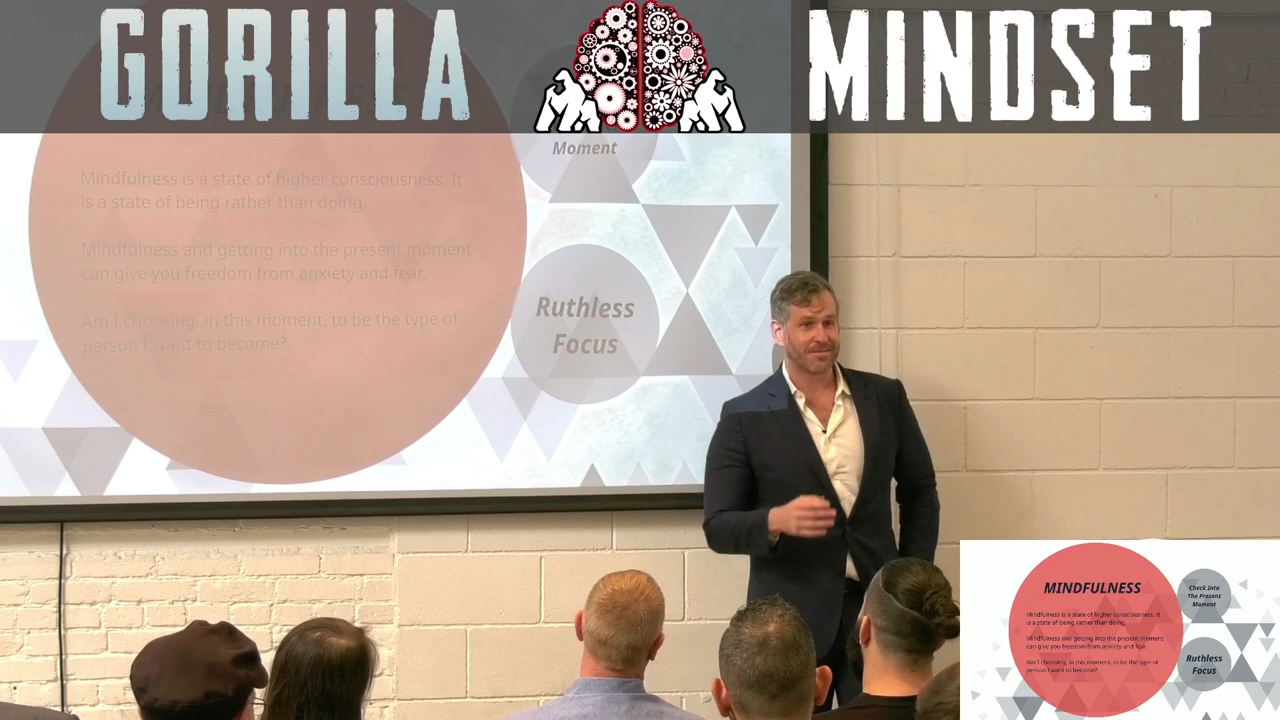 GORILLA MINDSET
Moment
Mindfulness is a state of higher consciousness. It
is a state of being rather than doing.
Mindfulness and getting into the present moment
can give you freedom from anxiety and fear.
Am I choosing, in this moment, to be the type of
person I want to become?
Ruthless
Focus
MINDFULNESS
Mindfulness is a state of higher consciousness. It
is a state of being rather than doing.
Mindfulness and getting into the present moment
can give you freedom from anxiety and fear.
Am I choosing, in this moment, to be the type of
person I want to become?
Check Into
The Present
Moment
Ruthless
Focus